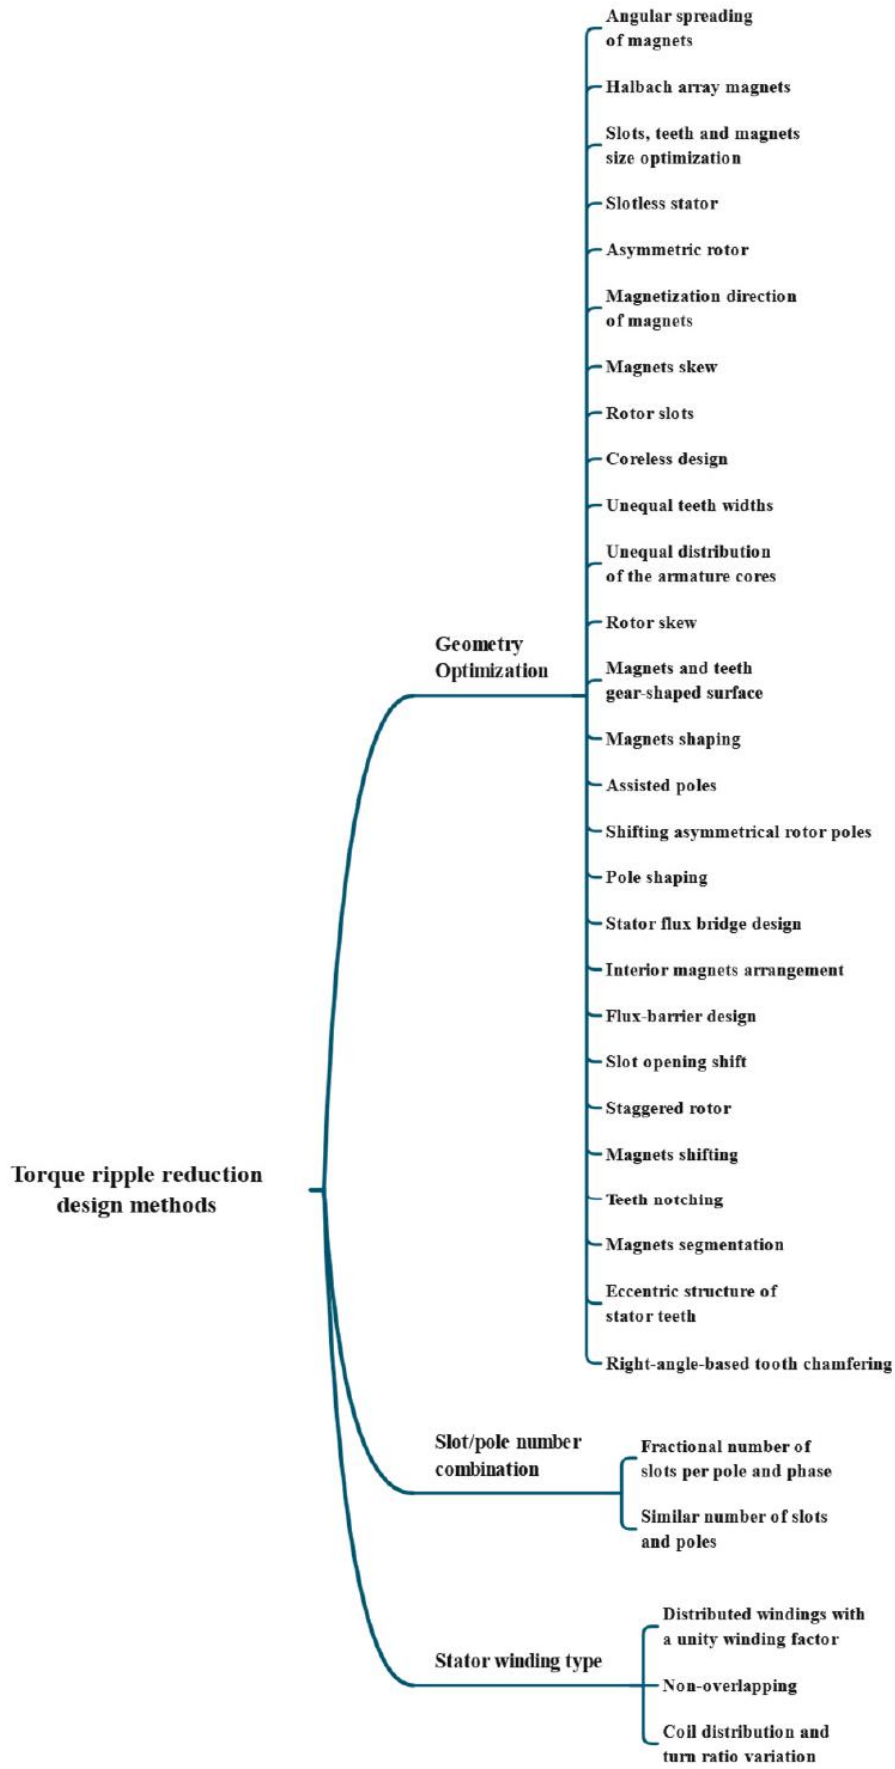 Torque ripple reduction
design methods
Geometry
Optimization
Angular spreading
of magnets
Halbach array magnets
Slots, teeth and magnets
size optimization
Slotless stator
Asymmetric rotor
Magnetization direction
of magnets
Magnets skew
Rotor slots
Coreless design
Unequal teeth widths
Unequal distribution
of the armature cores
Rotor skew
Magnets and teeth
gear-shaped surface
Magnets shaping
Assisted poles
Shifting asymmetrical rotor poles
Pole shaping
Stator flux bridge design
Interior magnets arrangement
Flux-barrier design
Slot opening shift
Staggered rotor
Magnets shifting
Teeth notching
Magnets segmentation
Eccentric structure of
stator teeth
Right-angle-based tooth chamfering
Slot/pole number
combination
Fractional number of
slots per pole and phase
Similar number of slots
and poles
Stator winding type
Distributed windings with
a unity winding factor
Non-overlapping
Coil distribution and
turn ratio variation